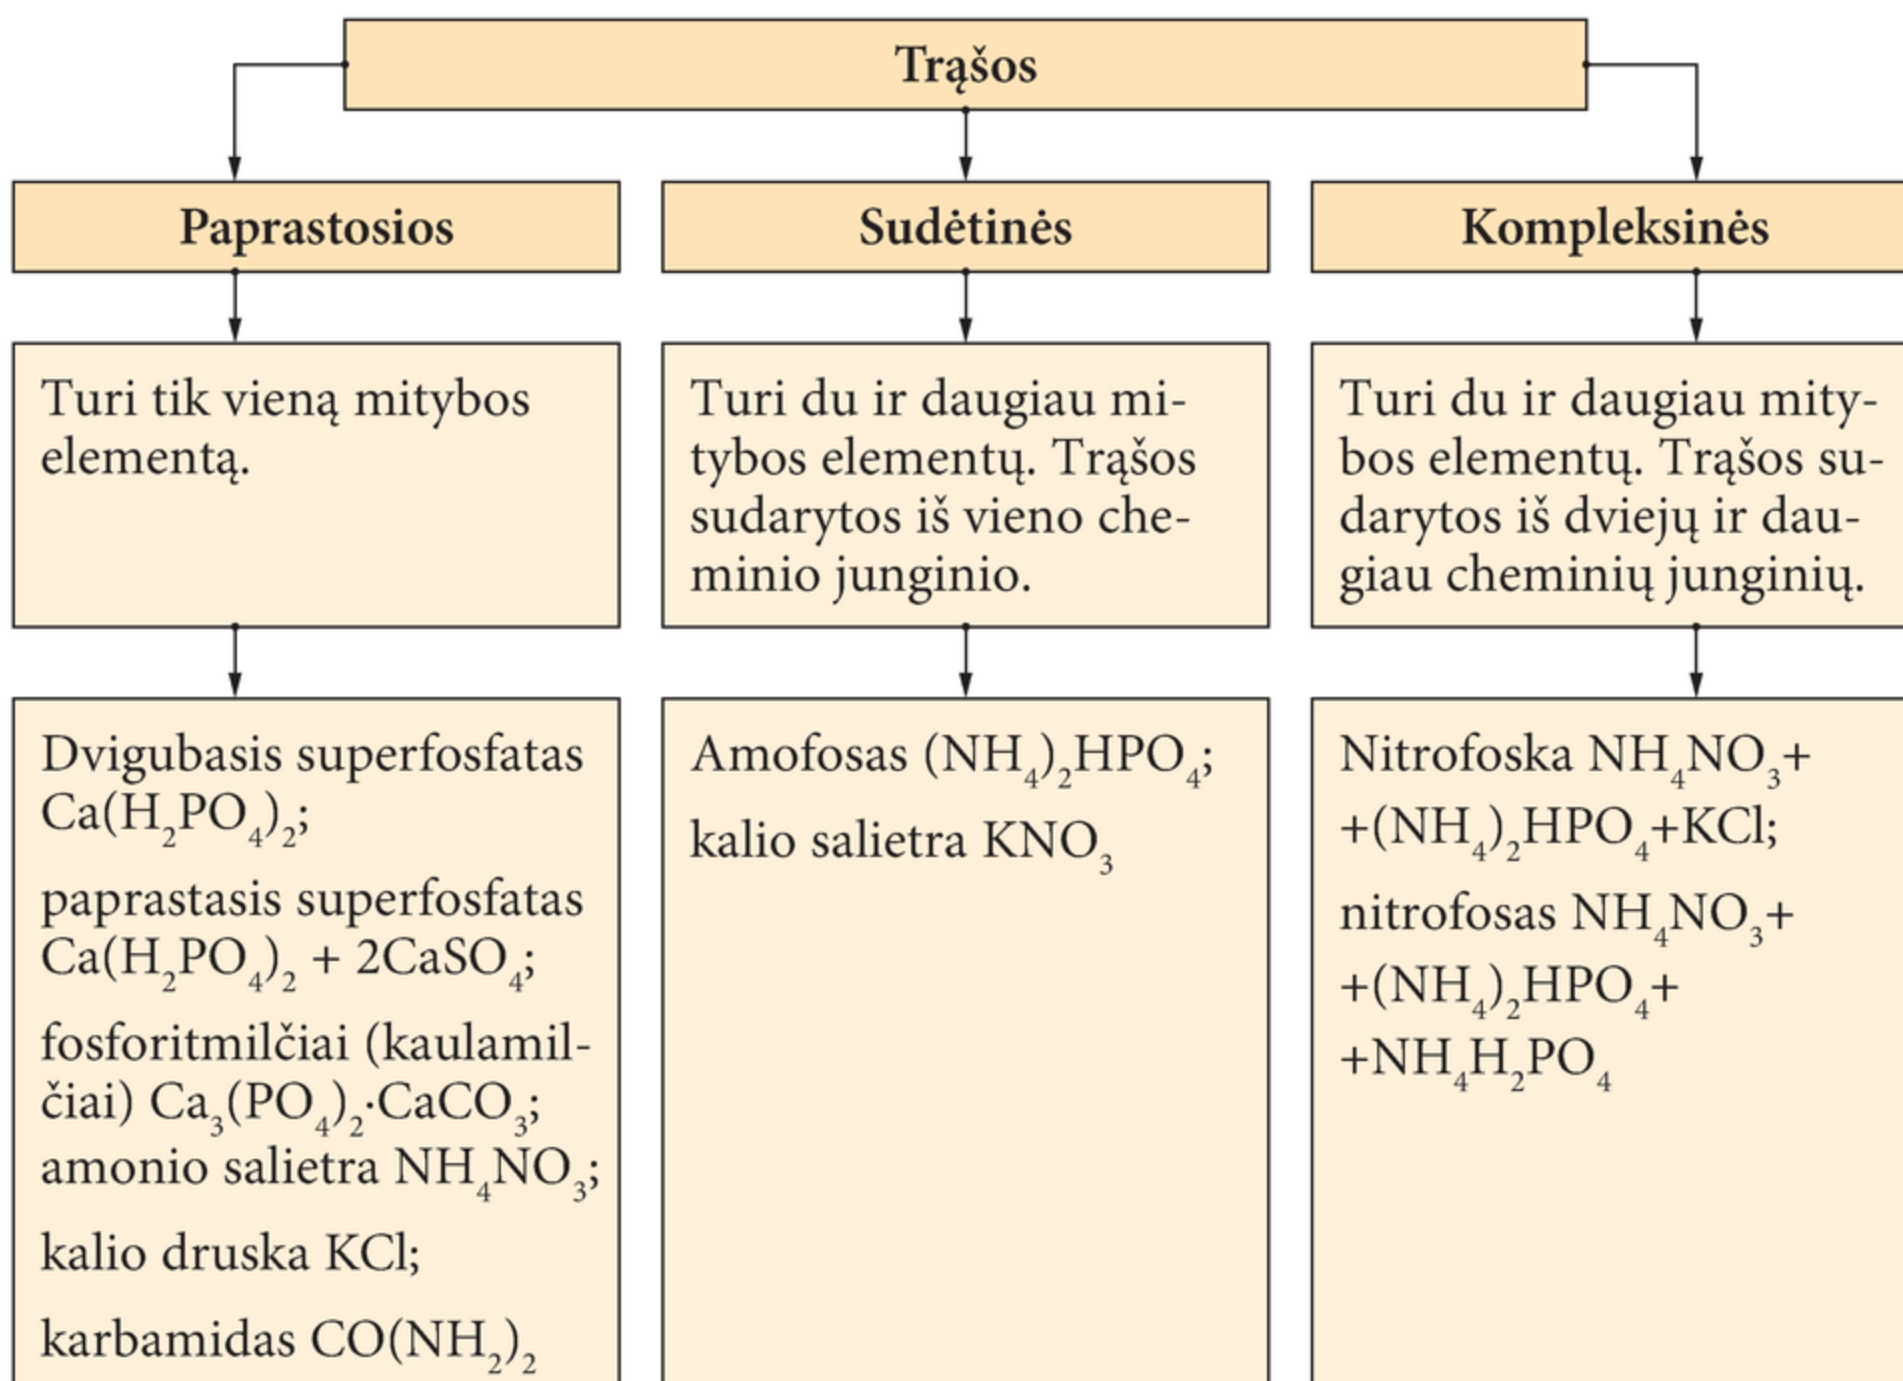 Trąšos
Paprastosios
Sudėtinės
Kompleksinės
Turi tik vieną mitybos
elementą.
Turi du ir daugiau mi-
tybos elementų. Trąšos
sudarytos iš vieno che-
minio junginio.
Turi du ir daugiau mity-
bos elementų. Trąšos su-
darytos iš dviejų ir dau-
giau cheminių junginių.
Dvigubasis superfosfatas
Ca(H₂PO₄)₂;
paprastasis superfosfatas
Ca(H₂PO₄)₂ + 2CaSO₄;
fosforitmilčiai (kaulamil-
čiai) Ca₃(PO₄)₂·CaCO₃;
amonio salietra NH₄NO₃;
kalio druska KCl;
karbamidas CO(NH₂)₂
Amofosas (NH₄)₂HPO₄;
kalio salietra KNO₃
Nitrofoska NH₄NO₃+
+(NH₄)₂HPO₄+KCl;
nitrofosas NH₄NO₃+
+(NH₄)₂HPO₄+
+NH₄H₂PO₄